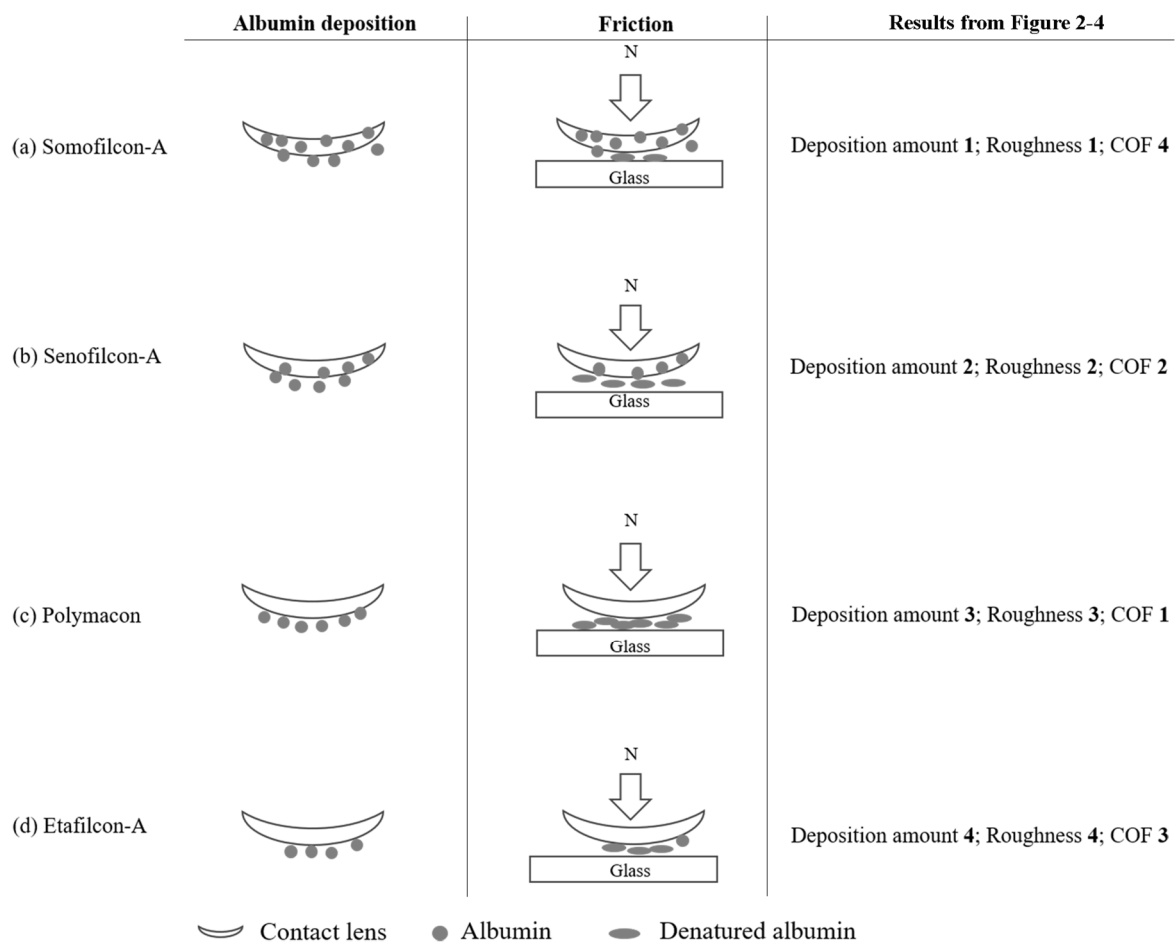 Albumin deposition Friction Results from Figure 2-4
N
(a) Somofilcon-A Deposition amount 1; Roughness 1; COF 4
Glass
N
(b) Senofilcon-A Deposition amount 2; Roughness 2; COF 2
Glass
N
(c) Polymacon Deposition amount 3; Roughness 3; COF 1
Glass
N
(d) Etafilcon-A Deposition amount 4; Roughness 4; COF 3
Glass
Contact lens Albumin Denatured albumin